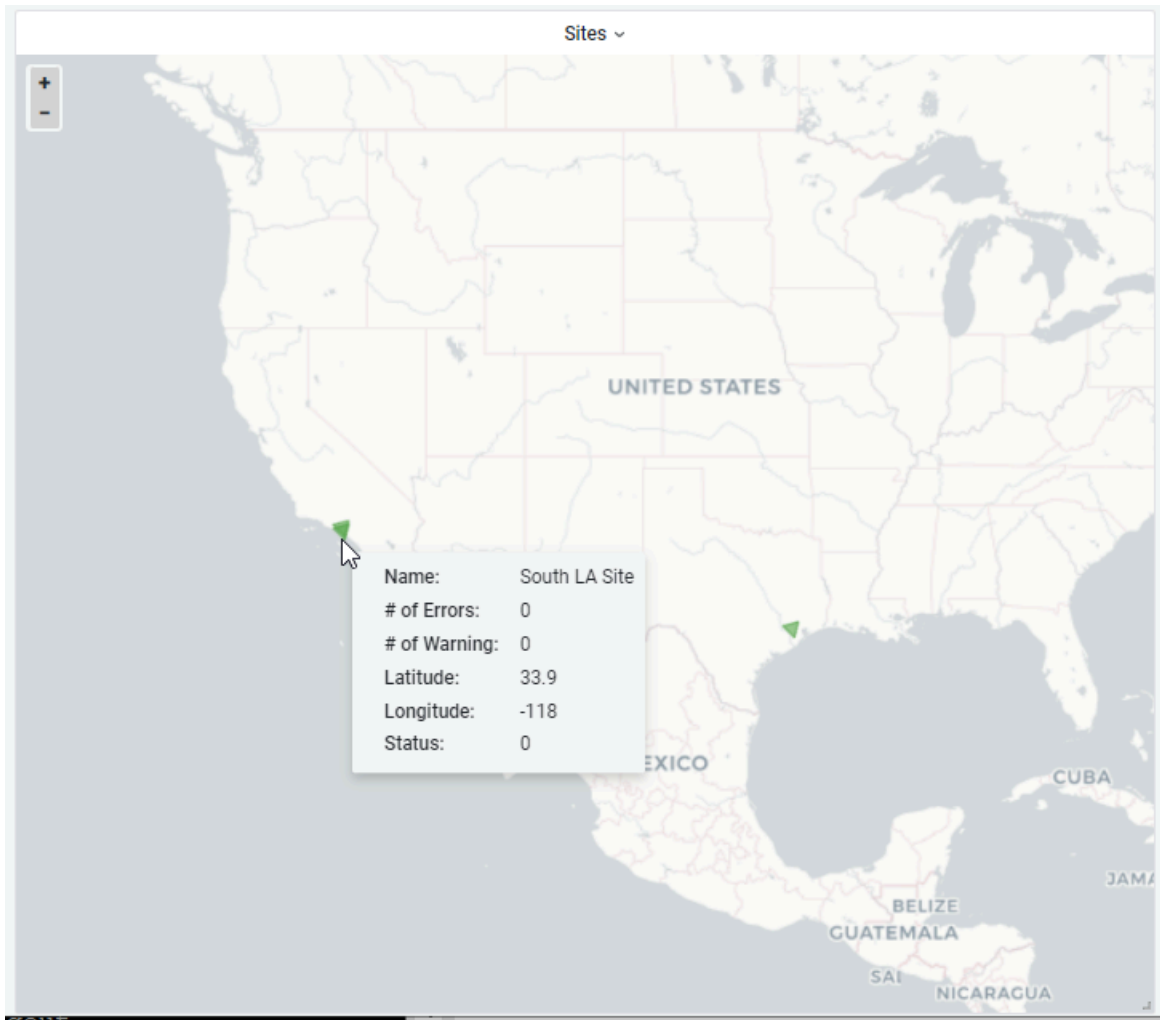 Sites
+
-
UNITED STATES
Name: South LA Site
# of Errors: 0
# of Warning: 0
Latitude: 33.9
Longitude: -118
Status: 0
EXICO
CUBA
JAMA
BELIZE
GUATEMALA
SAL
NICARAGUA